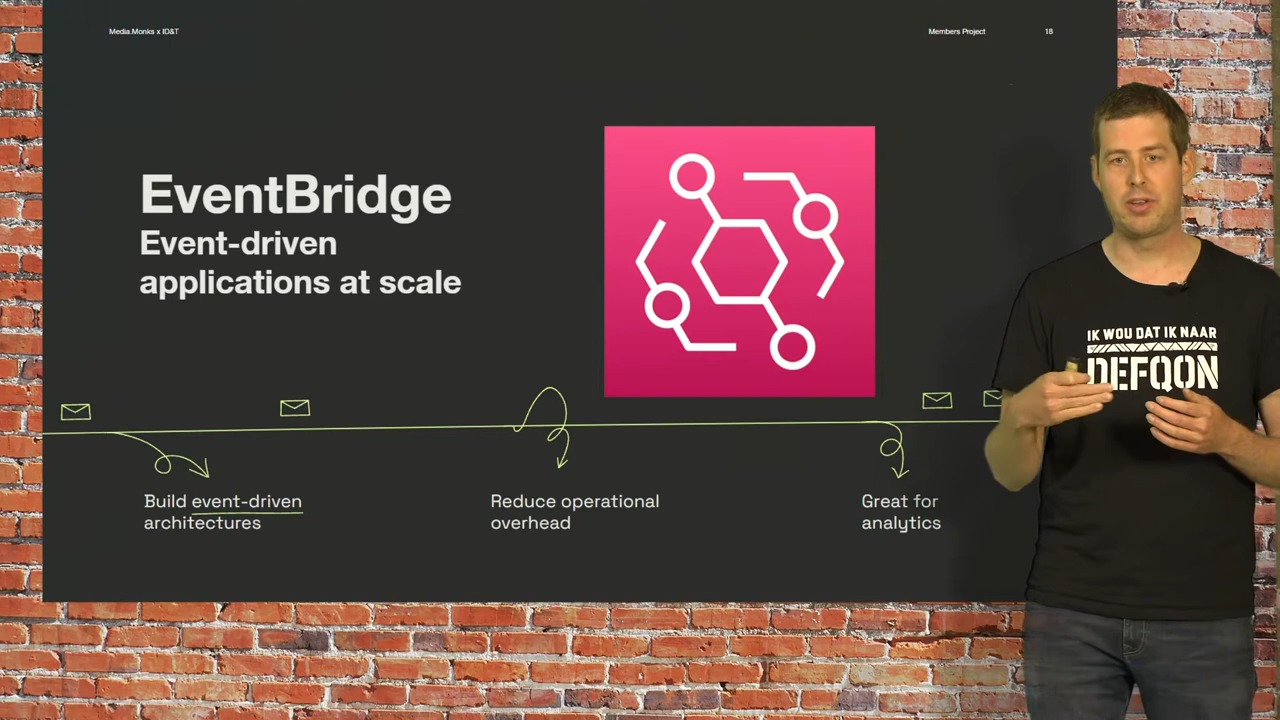 Media.Monks x ID&T
Members Project
18
EventBridge
Event-driven
applications at scale
Build event-driven
architectures
Reduce operational
overhead
Great for
analytics
IK WOU DAT IK NAAR
DEFQON